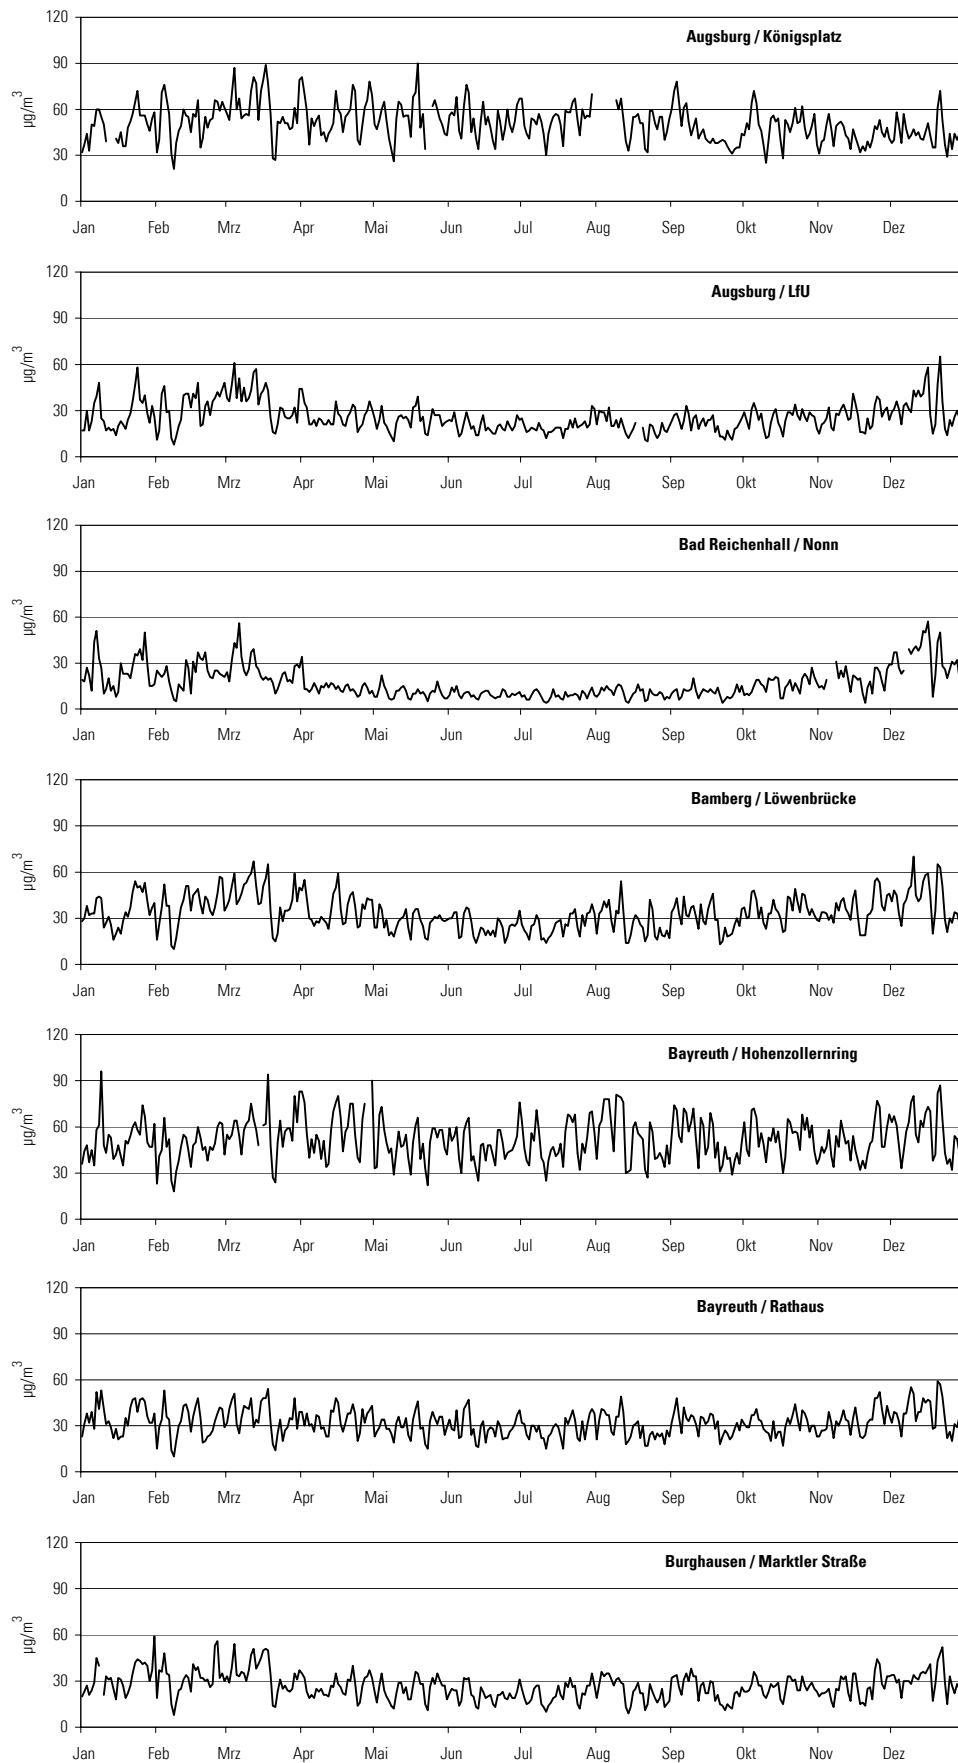 120
Augsburg / Königsplatz
90
µg/m³
60
30
0
Jan Feb Mrz Apr Mai Jun Jul Aug Sep Okt Nov Dez
120
Augsburg / LfU
90
µg/m³
60
30
0
Jan Feb Mrz Apr Mai Jun Jul Aug Sep Okt Nov Dez
120
Bad Reichenhall / Nonn
90
µg/m³
60
30
0
Jan Feb Mrz Apr Mai Jun Jul Aug Sep Okt Nov Dez
120
Bamberg / Löwenbrücke
90
µg/m³
60
30
0
Jan Feb Mrz Apr Mai Jun Jul Aug Sep Okt Nov Dez
120
Bayreuth / Hohenzollernring
90
µg/m³
60
30
0
Jan Feb Mrz Apr Mai Jun Jul Aug Sep Okt Nov Dez
120
Bayreuth / Rathaus
90
µg/m³
60
30
0
Jan Feb Mrz Apr Mai Jun Jul Aug Sep Okt Nov Dez
120
Burghausen / Marktler Straße
90
µg/m³
60
30
0
Jan Feb Mrz Apr Mai Jun Jul Aug Sep Okt Nov Dez